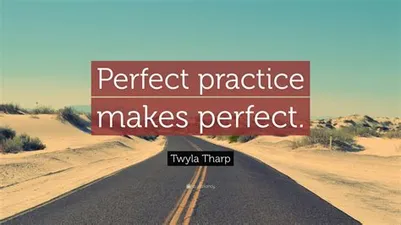 Perfect practice
makes perfect.
Twyla Tharp